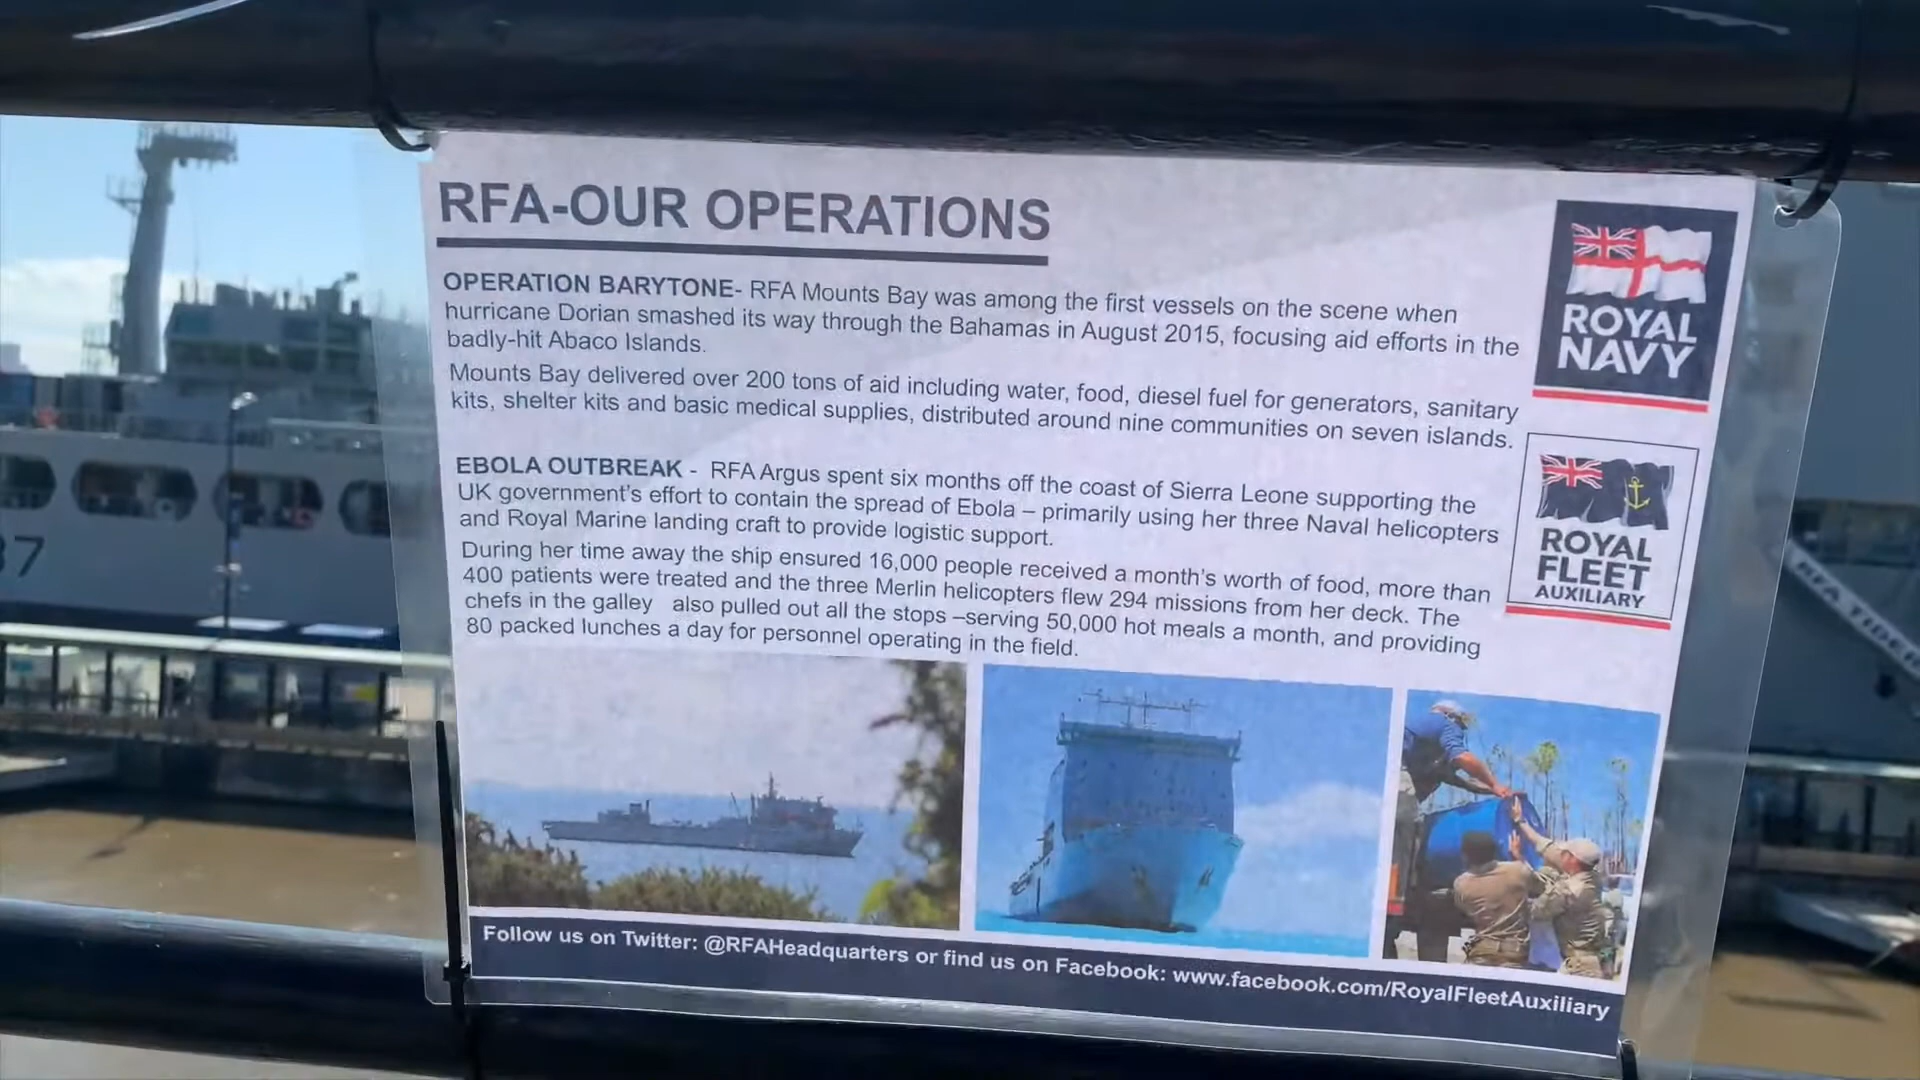 RFA-OUR OPERATIONS
OPERATION BARYTONE- RFA Mounts Bay was among the first vessels on the scene when
hurricane Dorian smashed its way through the Bahamas in August 2015, focusing aid efforts in the
badly-hit Abaco Islands.
Mounts Bay delivered over 200 tons of aid including water, food, diesel fuel for generators, sanitary
kits, shelter kits and basic medical supplies, distributed around nine communities on seven islands.
EBOLA OUTBREAK - RFA Argus spent six months off the coast of Sierra Leone supporting the
UK government's effort to contain the spread of Ebola – primarily using her three Naval helicopters
and Royal Marine landing craft to provide logistic support.
During her time away the ship ensured 16,000 people received a month's worth of food, more than
400 patients were treated and the three Merlin helicopters flew 294 missions from her deck. The
chefs in the galley also pulled out all the stops –serving 50,000 hot meals a month, and providing
80 packed lunches a day for personnel operating in the field.
ROYAL
NAVY
ROYAL
FLEET
AUXILIARY
Follow us on Twitter: @RFAHeadquarters or find us on Facebook: www.facebook.com/RoyalFleetAuxiliary
37
RFA TIDER